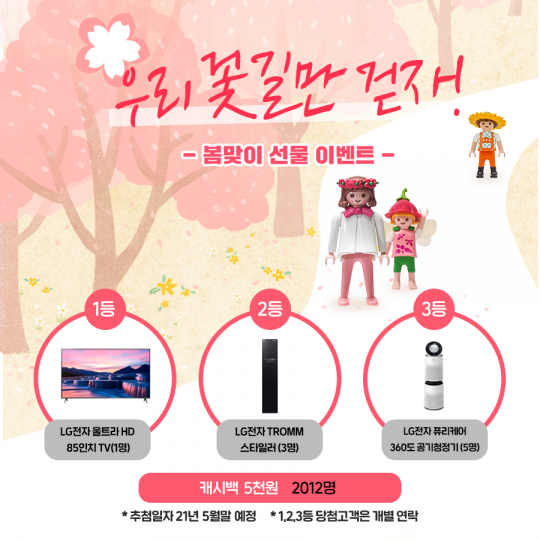 우리 꽃길만 걷자!
- 봄맞이 선물 이벤트 -
1등
2등
3등
LG전자 울트라 HD
85인치 TV(1명)
LG전자 TROMM
스타일러 (3명)
LG전자 퓨리케어
360도 공기청정기 (5명)
캐시백 5천원 2012명
* 추첨일자 21년 5월말 예정 * 1,2,3등 당첨고객은 개별 연락